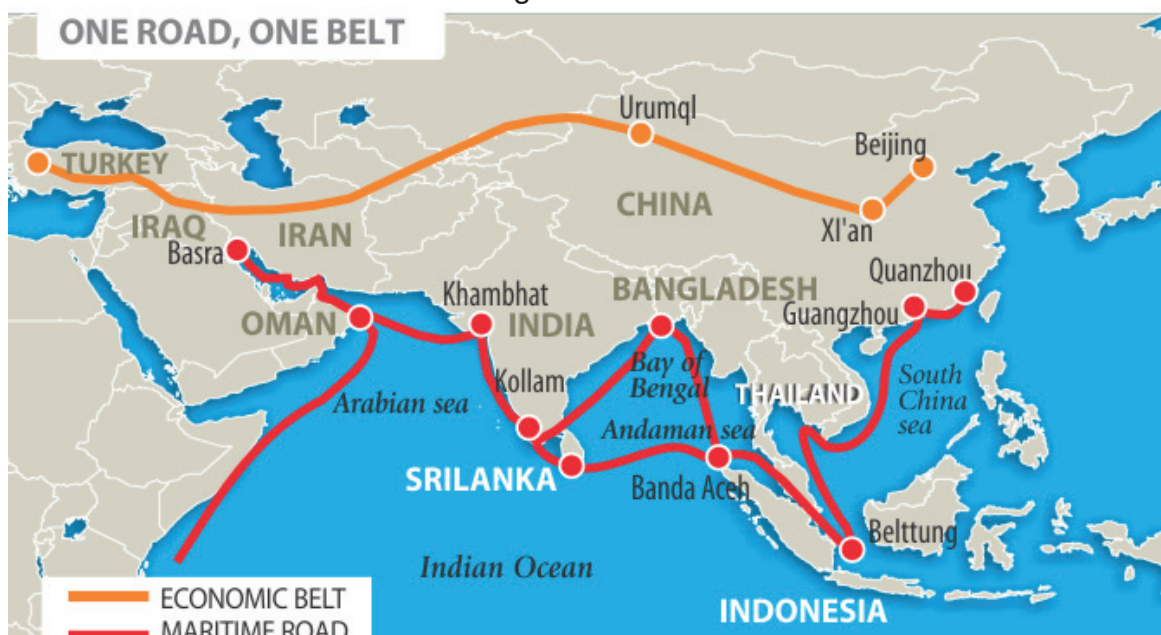 ONE ROAD, ONE BELT
Urumql
Beijing
TURKEY
CHINA
IRAQ
IRAN
XI'an
Basra
Quanzhou
Khambhat
BANGLADESH
OMAN
INDIA
Guangzhou
Bay of
Bengal
Kollam
THAILAND
South
China
sea
Arabian sea
Andaman sea
SRILANKA
Banda Aceh
Belttung
Indian Ocean
ECONOMIC BELT
INDONESIA
MARITIME ROAD